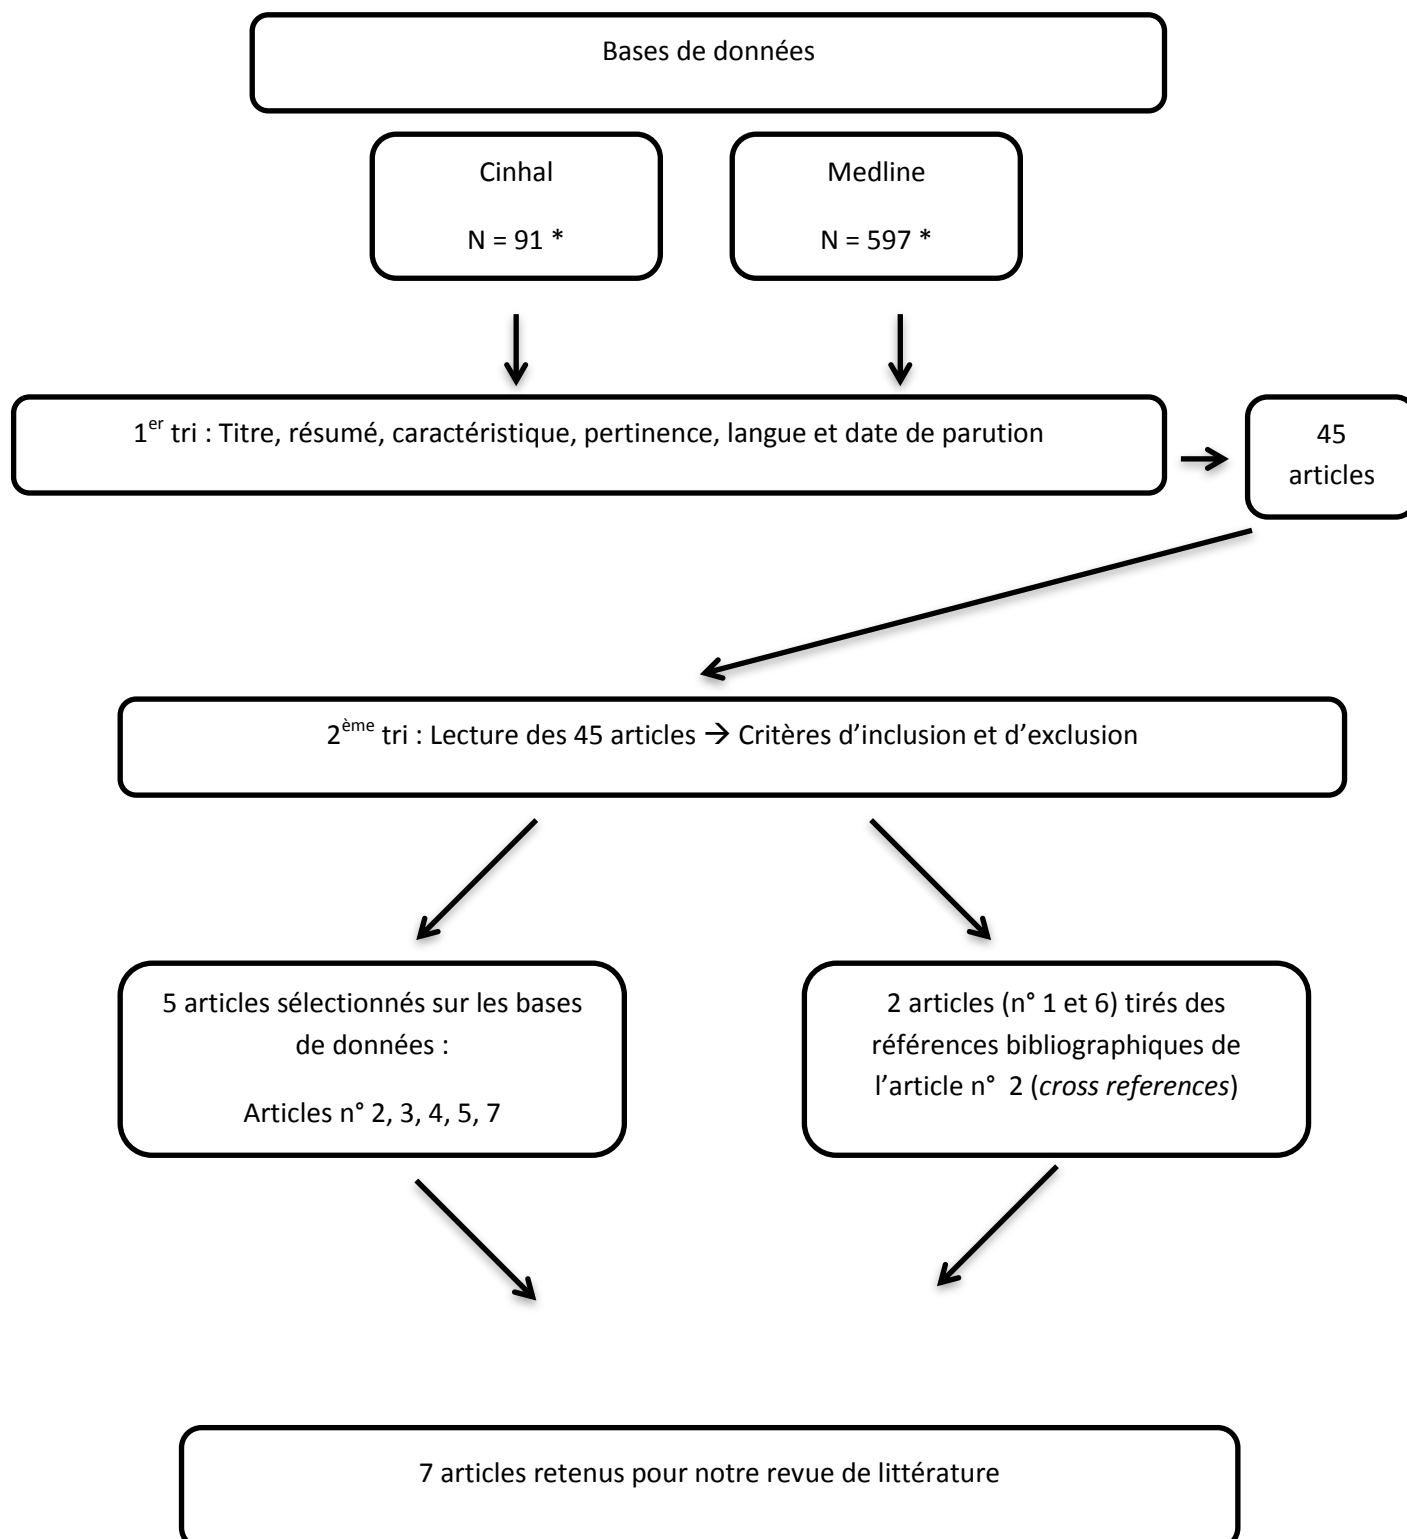 Bases de données
Cinhal
N = 91 *
Medline
N = 597 *
1er tri : Titre, résumé, caractéristique, pertinence, langue et date de parution
45
articles
2ème tri : Lecture des 45 articles → Critères d’inclusion et d’exclusion
5 articles sélectionnés sur les bases
de données :
Articles n° 2, 3, 4, 5, 7
2 articles (n° 1 et 6) tirés des
références bibliographiques de
l’article n° 2 (cross references)
7 articles retenus pour notre revue de littérature